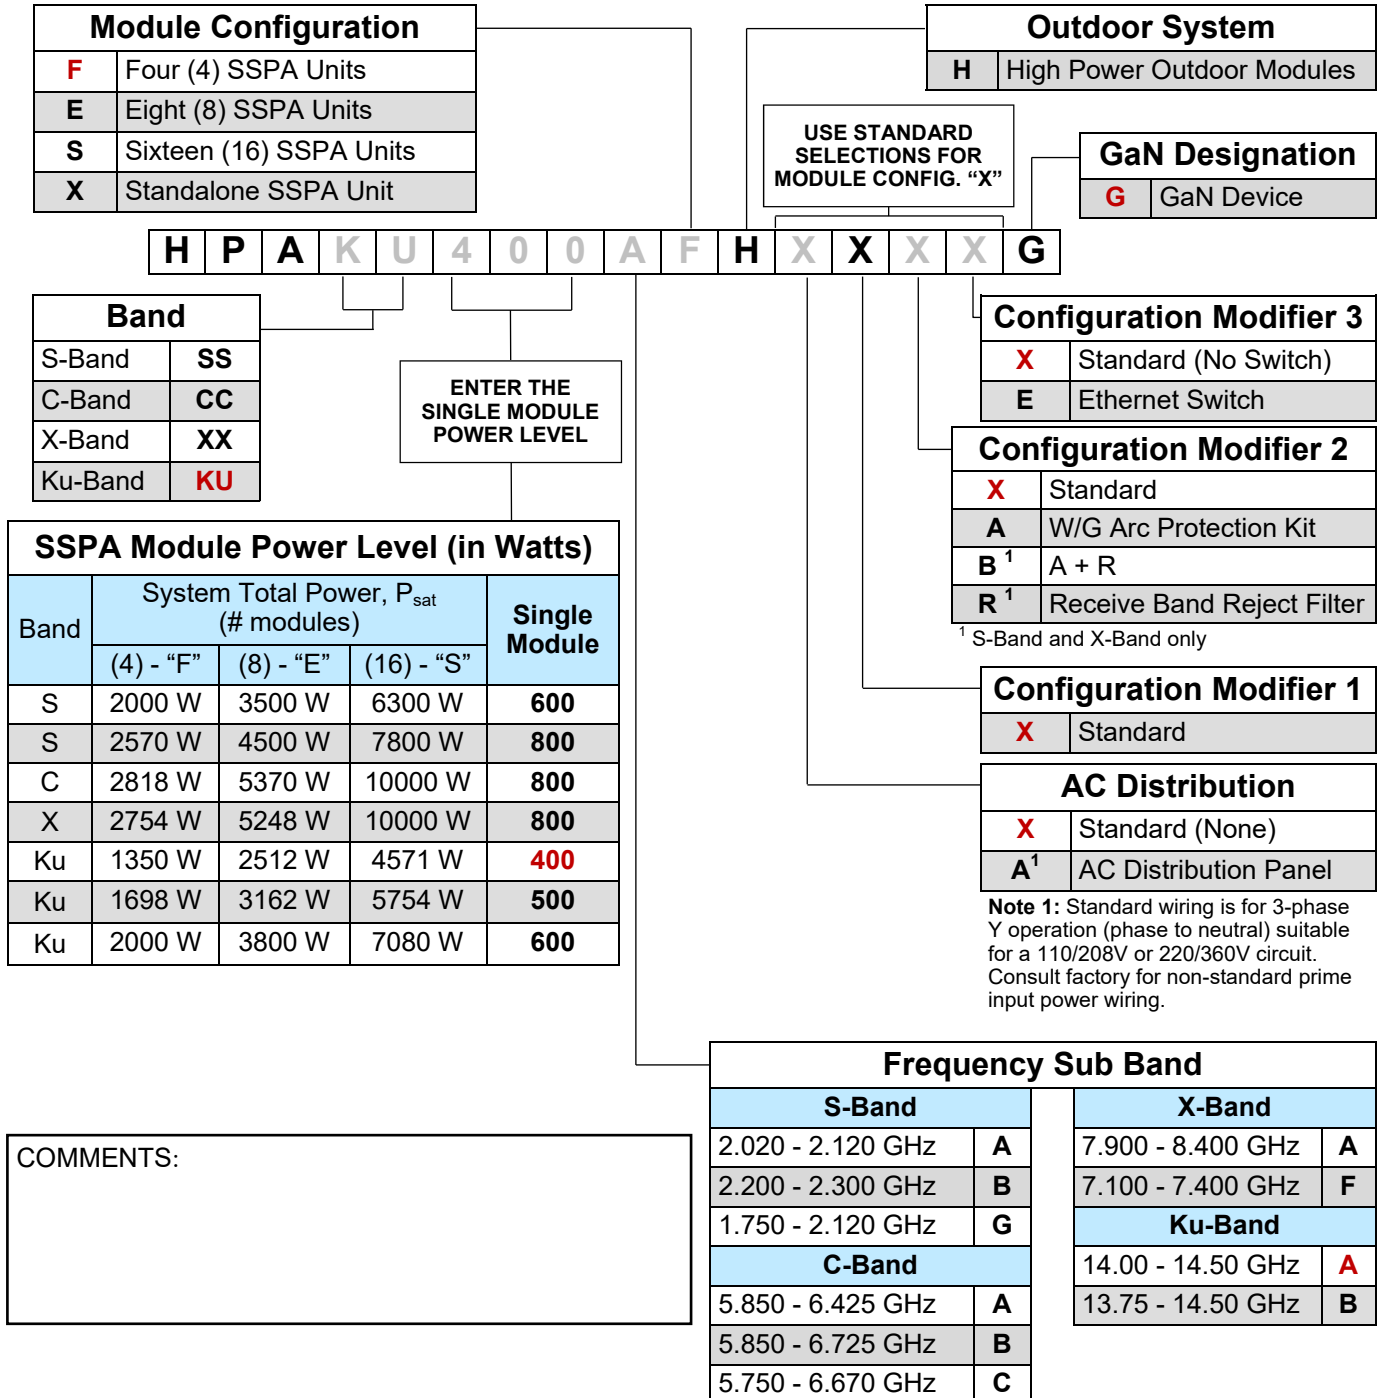 Module Configuration
F Four (4) SSPA Units
E Eight (8) SSPA Units
S Sixteen (16) SSPA Units
X Standalone SSPA Unit
Outdoor System
H High Power Outdoor Modules
USE STANDARD
SELECTIONS FOR
MODULE CONFIG. “X”
GaN Designation
G GaN Device
H P A K U 4 0 0 A F H X X X X G
Band
S-Band SS
C-Band CC
X-Band XX
Ku-Band KU
ENTER THE
SINGLE MODULE
POWER LEVEL
Configuration Modifier 3
X Standard (No Switch)
E Ethernet Switch
Configuration Modifier 2
X Standard
A W/G Arc Protection Kit
B 1 A + R
R 1 Receive Band Reject Filter
1 S-Band and X-Band only
Configuration Modifier 1
X Standard
AC Distribution
X Standard (None)
A1 AC Distribution Panel
Note 1: Standard wiring is for 3-phase
Y operation (phase to neutral) suitable
for a 110/208V or 220/360V circuit.
Consult factory for non-standard prime
input power wiring.
SSPA Module Power Level (in Watts)
Band System Total Power, Psat (# modules) Single Module
(4) - “F” (8) - “E” (16) - “S”
S 2000 W 3500 W 6300 W 600
S 2570 W 4500 W 7800 W 800
C 2818 W 5370 W 10000 W 800
X 2754 W 5248 W 10000 W 800
Ku 1350 W 2512 W 4571 W 400
Ku 1698 W 3162 W 5754 W 500
Ku 2000 W 3800 W 7080 W 600
COMMENTS:
Frequency Sub Band
S-Band
2.020 - 2.120 GHz A
2.200 - 2.300 GHz B
1.750 - 2.120 GHz G
C-Band
5.850 - 6.425 GHz A
5.850 - 6.725 GHz B
5.750 - 6.670 GHz C
X-Band
7.900 - 8.400 GHz A
7.100 - 7.400 GHz F
Ku-Band
14.00 - 14.50 GHz A
13.75 - 14.50 GHz B